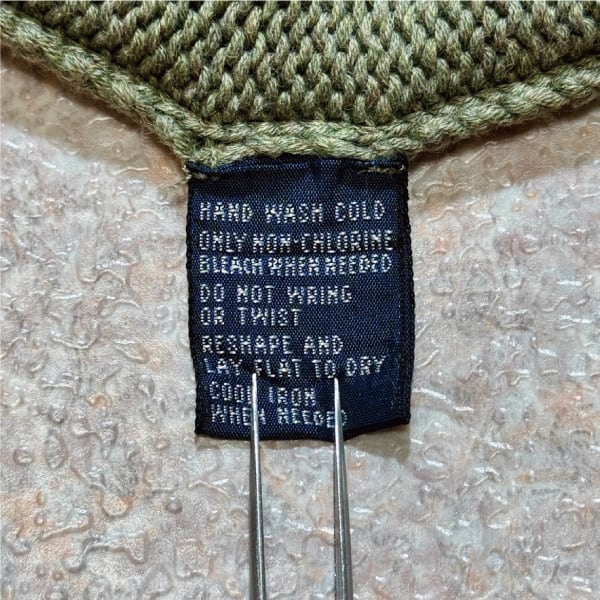 HAND WASH COLD
ONLY NON-CHLORINE
BLEACH WHEN NEEDED
DO NOT WRING
OR TWIST
RESHAPE AND
LAY FLAT TO DRY
COOL IRON
WHEN NEEDED